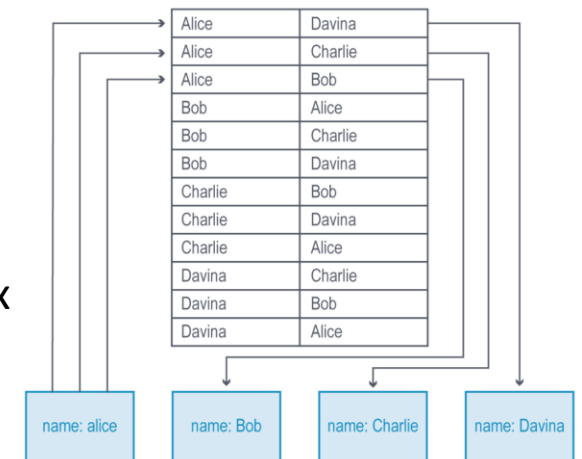 Alice Davina
Alice Charlie
Alice Bob
Bob Alice
Bob Charlie
Bob Davina
Charlie Bob
Charlie Davina
Charlie Alice
Davina Charlie
Davina Bob
Davina Alice
x
name: alice name: Bob name: Charlie name: Davina